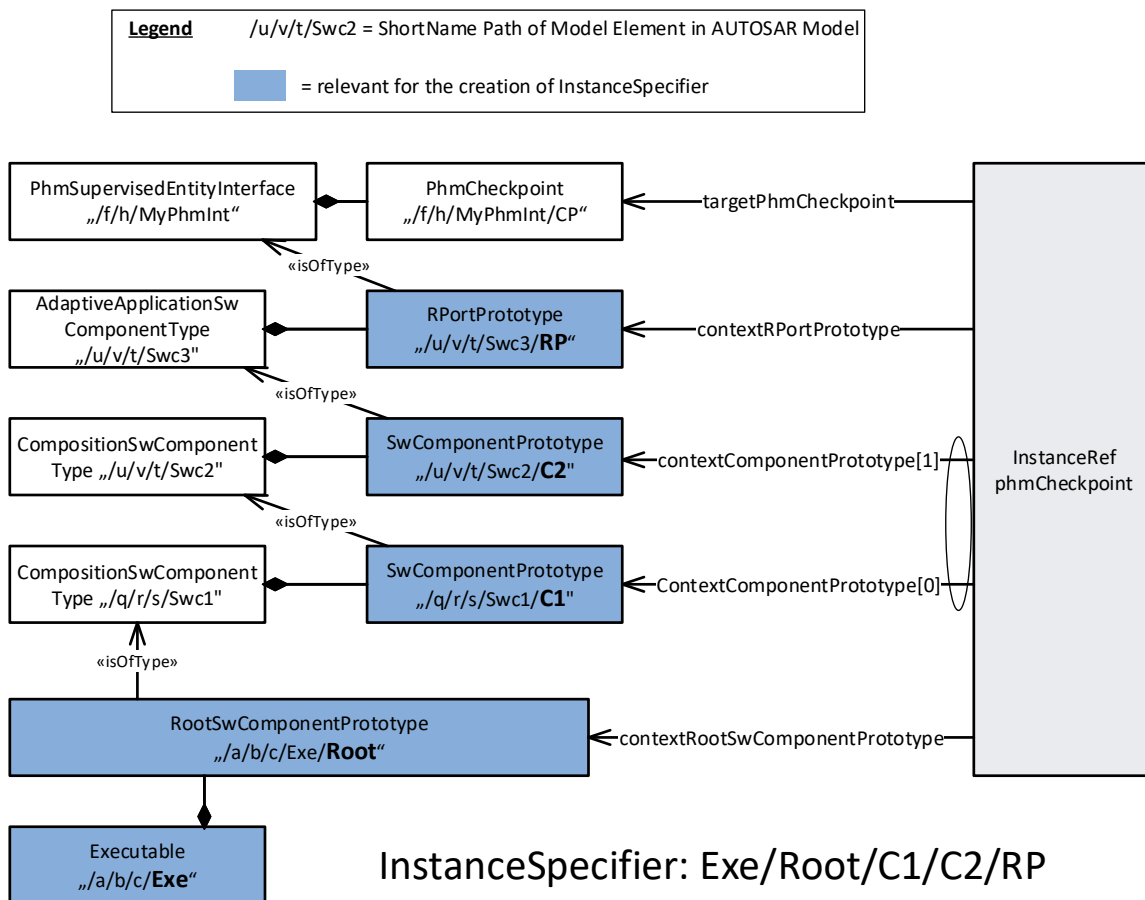 Legend /u/v/t/Swc2 = ShortName Path of Model Element in AUTOSAR Model
= relevant for the creation of InstanceSpecifier
PhmSupervisedEntityInterface
„/f/h/MyPhmInt“
PhmCheckpoint
„/f/h/MyPhmInt/CP“
targetPhmCheckpoint
«isOfType»
AdaptiveApplicationSw
ComponentType
„/u/v/t/Swc3"
RPortPrototype
„/u/v/t/Swc3/RP“
contextRPortPrototype
«isOfType»
CompositionSwComponent
Type „/u/v/t/Swc2"
SwComponentPrototype
„/u/v/t/Swc2/C2"
contextComponentPrototype[1]
InstanceRef
phmCheckpoint
«isOfType»
CompositionSwComponent
Type „/q/r/s/Swc1"
SwComponentPrototype
„/q/r/s/Swc1/C1"
ContextComponentPrototype[0]
«isOfType»
RootSwComponentPrototype
„/a/b/c/Exe/Root“
contextRootSwComponentPrototype
Executable
„/a/b/c/Exe“
InstanceSpecifier: Exe/Root/C1/C2/RP